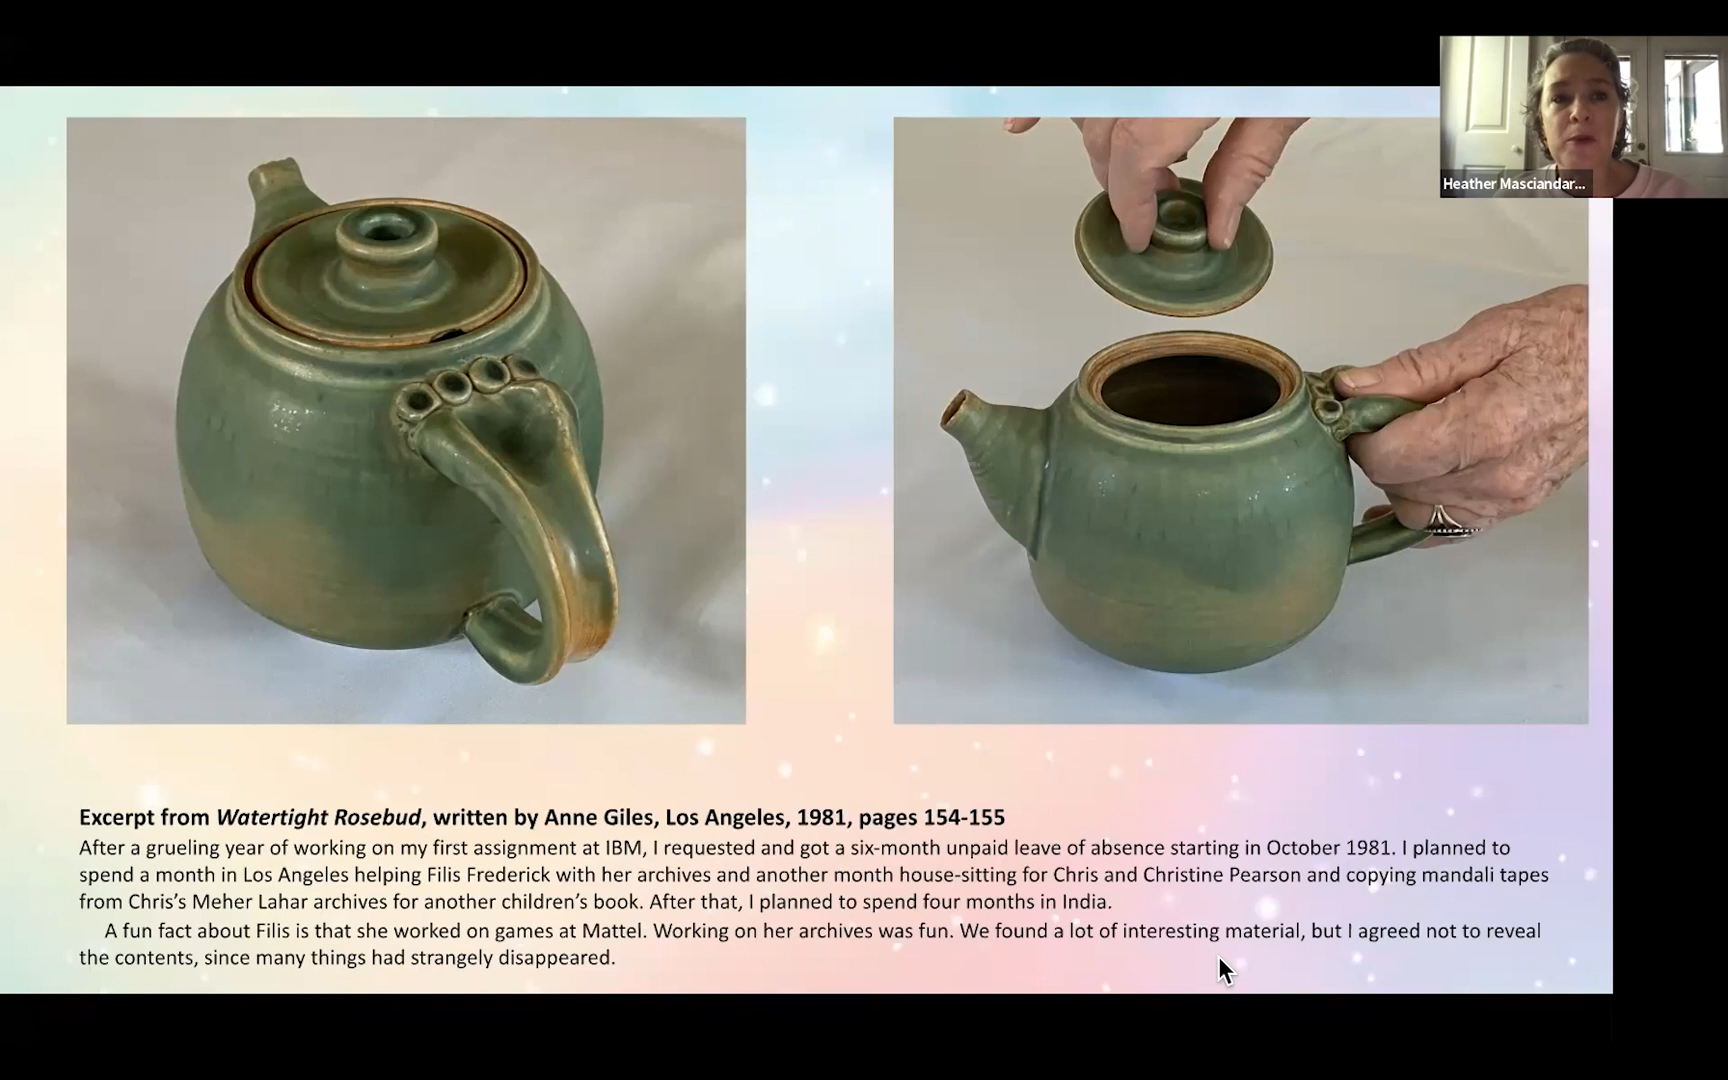 Heather Masciandar...
Excerpt from Watertight Rosebud, written by Anne Giles, Los Angeles, 1981, pages 154-155
After a grueling year of working on my first assignment at IBM, I requested and got a six-month unpaid leave of absence starting in October 1981. I planned to
spend a month in Los Angeles helping Filis Frederick with her archives and another month house-sitting for Chris and Christine Pearson and copying mandali tapes
from Chris’s Meher Lahar archives for another children’s book. After that, I planned to spend four months in India.
A fun fact about Filis is that she worked on games at Mattel. Working on her archives was fun. We found a lot of interesting material, but I agreed not to reveal
the contents, since many things had strangely disappeared.